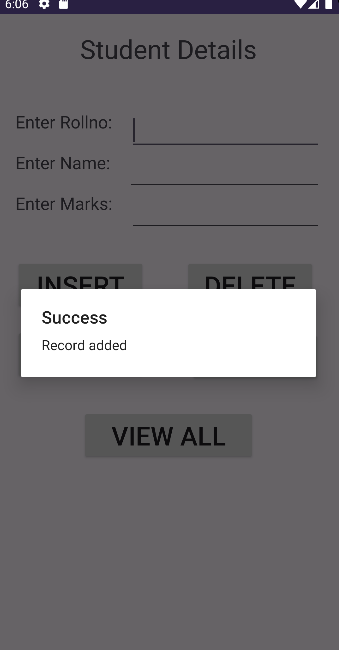 6:06
Student Details
Enter Rollno:
Enter Name:
Enter Marks:
INSERT DELETE
Success
Record added
VIEW ALL